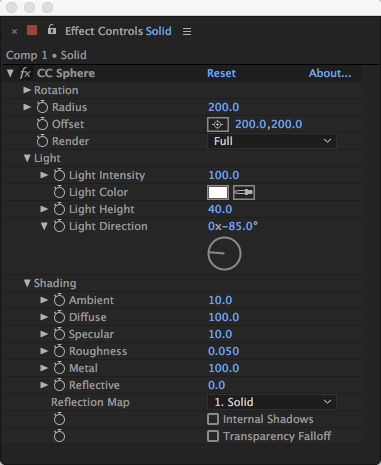 × Effect Controls Solid ≡
Comp 1 • Solid
fx CC Sphere Reset About...
Rotation
Radius 200.0
Offset 200.0,200.0
Render Full
Light
Light Intensity 100.0
Light Color
Light Height 40.0
Light Direction 0x-85.0°
Shading
Ambient 10.0
Diffuse 100.0
Specular 10.0
Roughness 0.050
Metal 100.0
Reflective 0.0
Reflection Map 1. Solid
Internal Shadows
Transparency Falloff